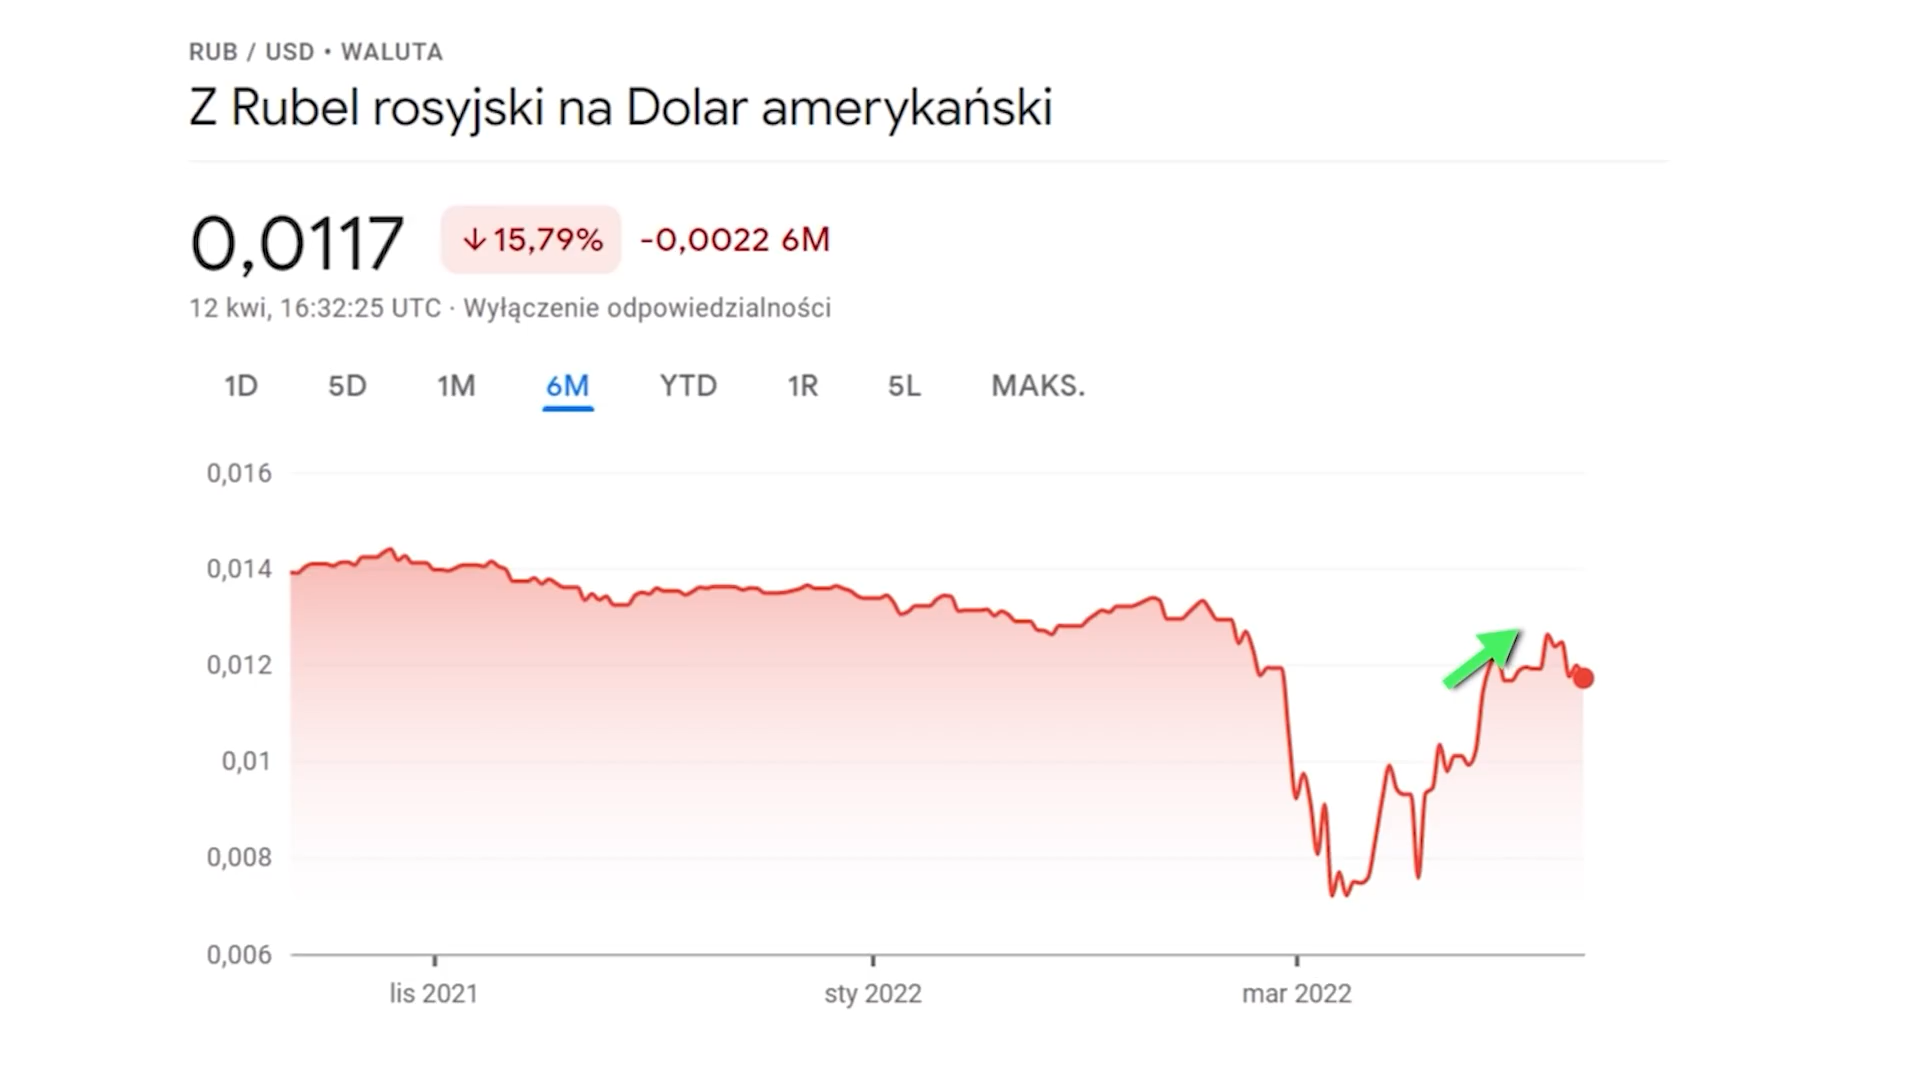 RUB / USD • WALUTA
Z Rubel rosyjski na Dolar amerykański
0,0117 ↓15,79% -0,0022 6M
12 kwi, 16:32:25 UTC · Wyłączenie odpowiedzialności
1D 5D 1M 6M YTD 1R 5L MAKS.
0,016
0,014
0,012
0,01
0,008
0,006
lis 2021 sty 2022 mar 2022